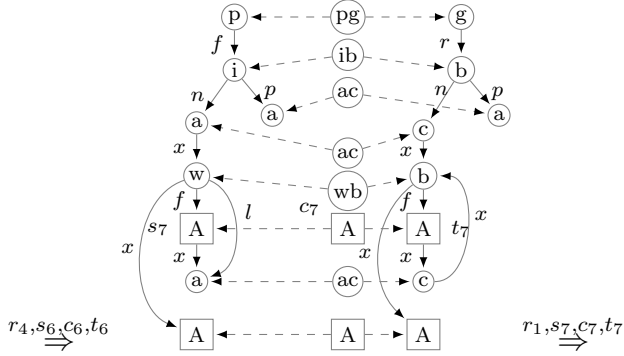 p pg g
f r
ib
i b
n p n p
a ac a
a c
ac
x x
w b
wb
f l c₇ f
s₇ A A A t₇ x
x x x x
a ac c
r₄,s₆,c₆,t₆ r₁,s₇,c₇,t₇
⇒ A A A ⇒